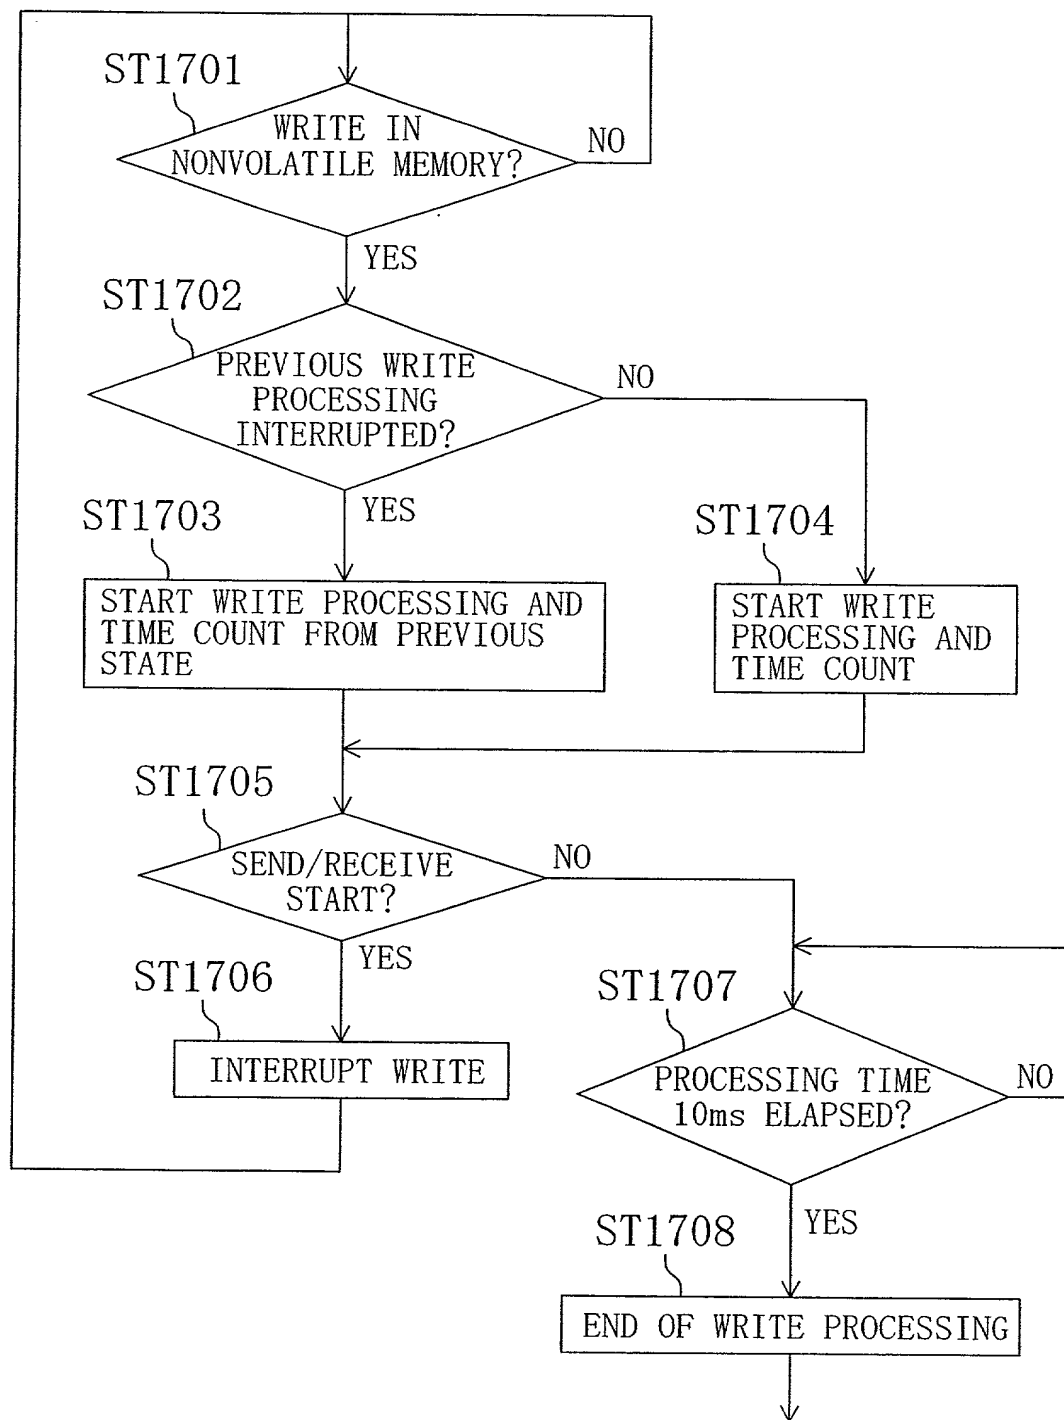 ST1701
WRITE IN
NONVOLATILE MEMORY?
NO
YES
ST1702
PREVIOUS WRITE
PROCESSING
INTERRUPTED?
NO
YES
ST1703
START WRITE PROCESSING AND
TIME COUNT FROM PREVIOUS
STATE
ST1704
START WRITE
PROCESSING AND
TIME COUNT
ST1705
SEND/RECEIVE
START?
NO
YES
ST1706
INTERRUPT WRITE
ST1707
PROCESSING TIME
10ms ELAPSED?
NO
YES
ST1708
END OF WRITE PROCESSING